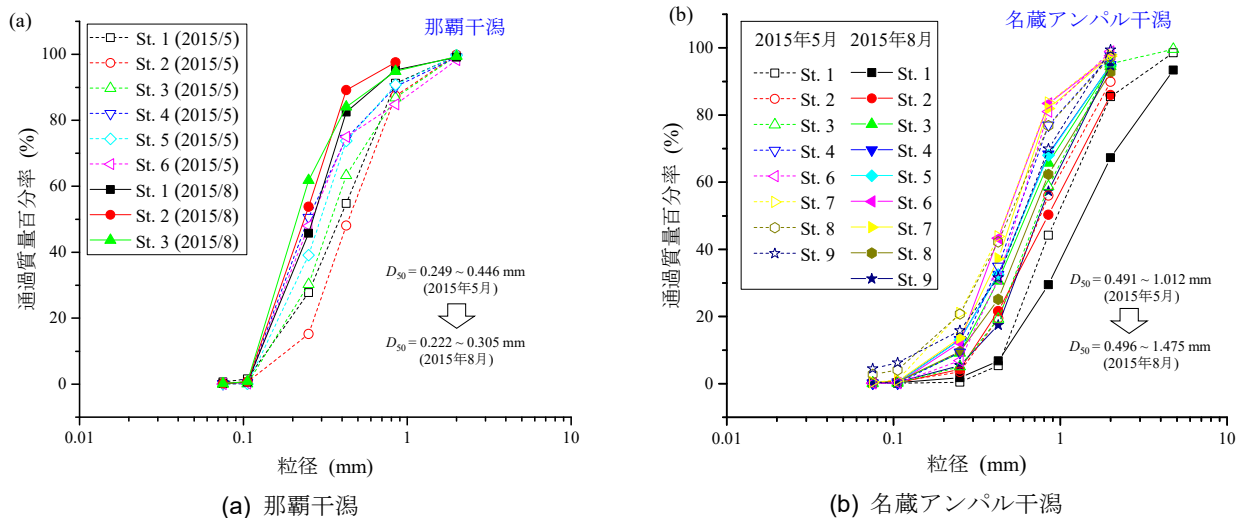 (a)
那覇干潟
St. 1 (2015/5)
St. 2 (2015/5)
St. 3 (2015/5)
St. 4 (2015/5)
St. 5 (2015/5)
St. 6 (2015/5)
St. 1 (2015/8)
St. 2 (2015/8)
St. 3 (2015/8)
通過質量百分率 (%)
100
80
60
40
20
0
D50 = 0.249 ~ 0.446 mm
(2015年5月)
D50 = 0.222 ~ 0.305 mm
(2015年8月)
0.01 0.1 1 10
粒径 (mm)
(a) 那覇干潟
(b)
名蔵アンパル干潟
2015年5月 2015年8月
St. 1 St. 1
St. 2 St. 2
St. 3 St. 3
St. 4 St. 4
St. 6 St. 5
St. 7 St. 6
St. 8 St. 7
St. 9 St. 8
St. 9
通過質量百分率 (%)
100
80
60
40
20
0
D50 = 0.491 ~ 1.012 mm
(2015年5月)
D50 = 0.496 ~ 1.475 mm
(2015年8月)
0.01 0.1 1 10
粒径 (mm)
(b) 名蔵アンパル干潟